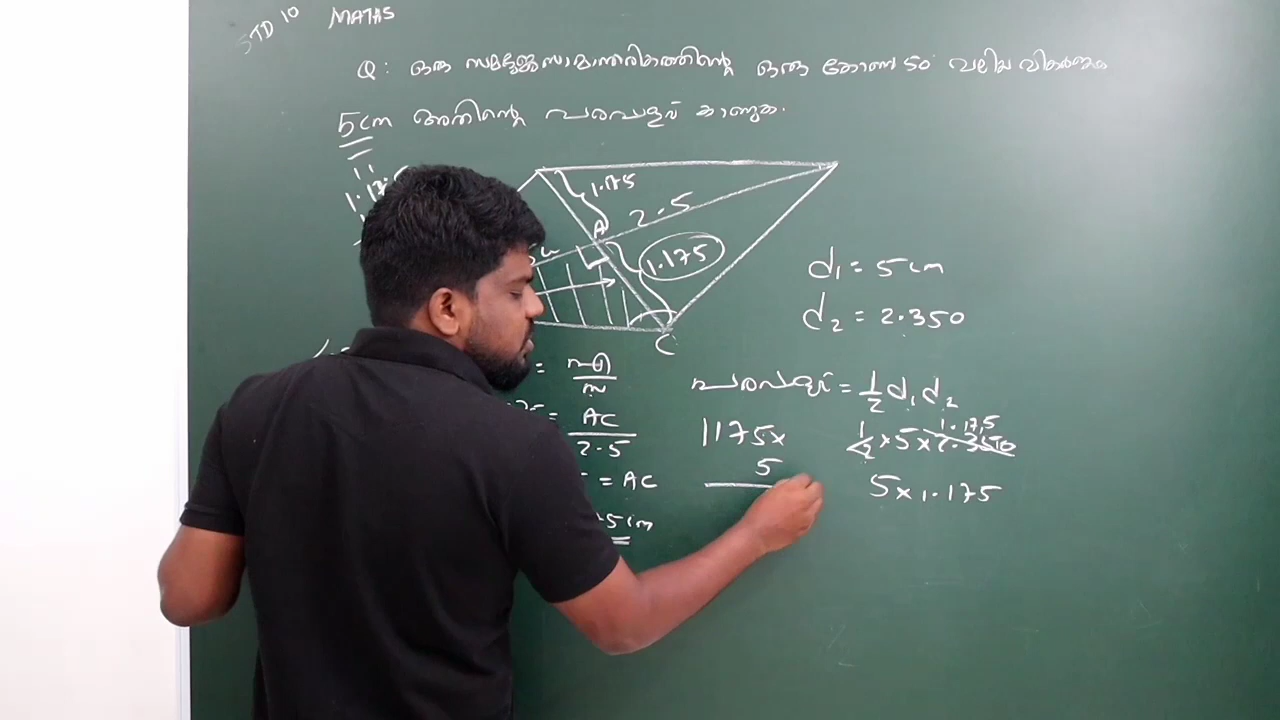 STD 10 MATHS
Q: ഒരു സമഭുജസാമാന്തരികത്തിന്റെ ഒരു കോണ് 50° വലിയ വികർണം
5cm അതിന്റെ പരപ്പളവ് കാണുക.
1.175
A
2.5
1.175
C
d₁ = 5cm
d₂ = 2.350
പരപ്പളവ് = 1/2 d₁ d₂
1/2 × 5 × 2.350
1.175
5 × 1.175
1175 ×
5
= AC / 2.5
= AC
5cm